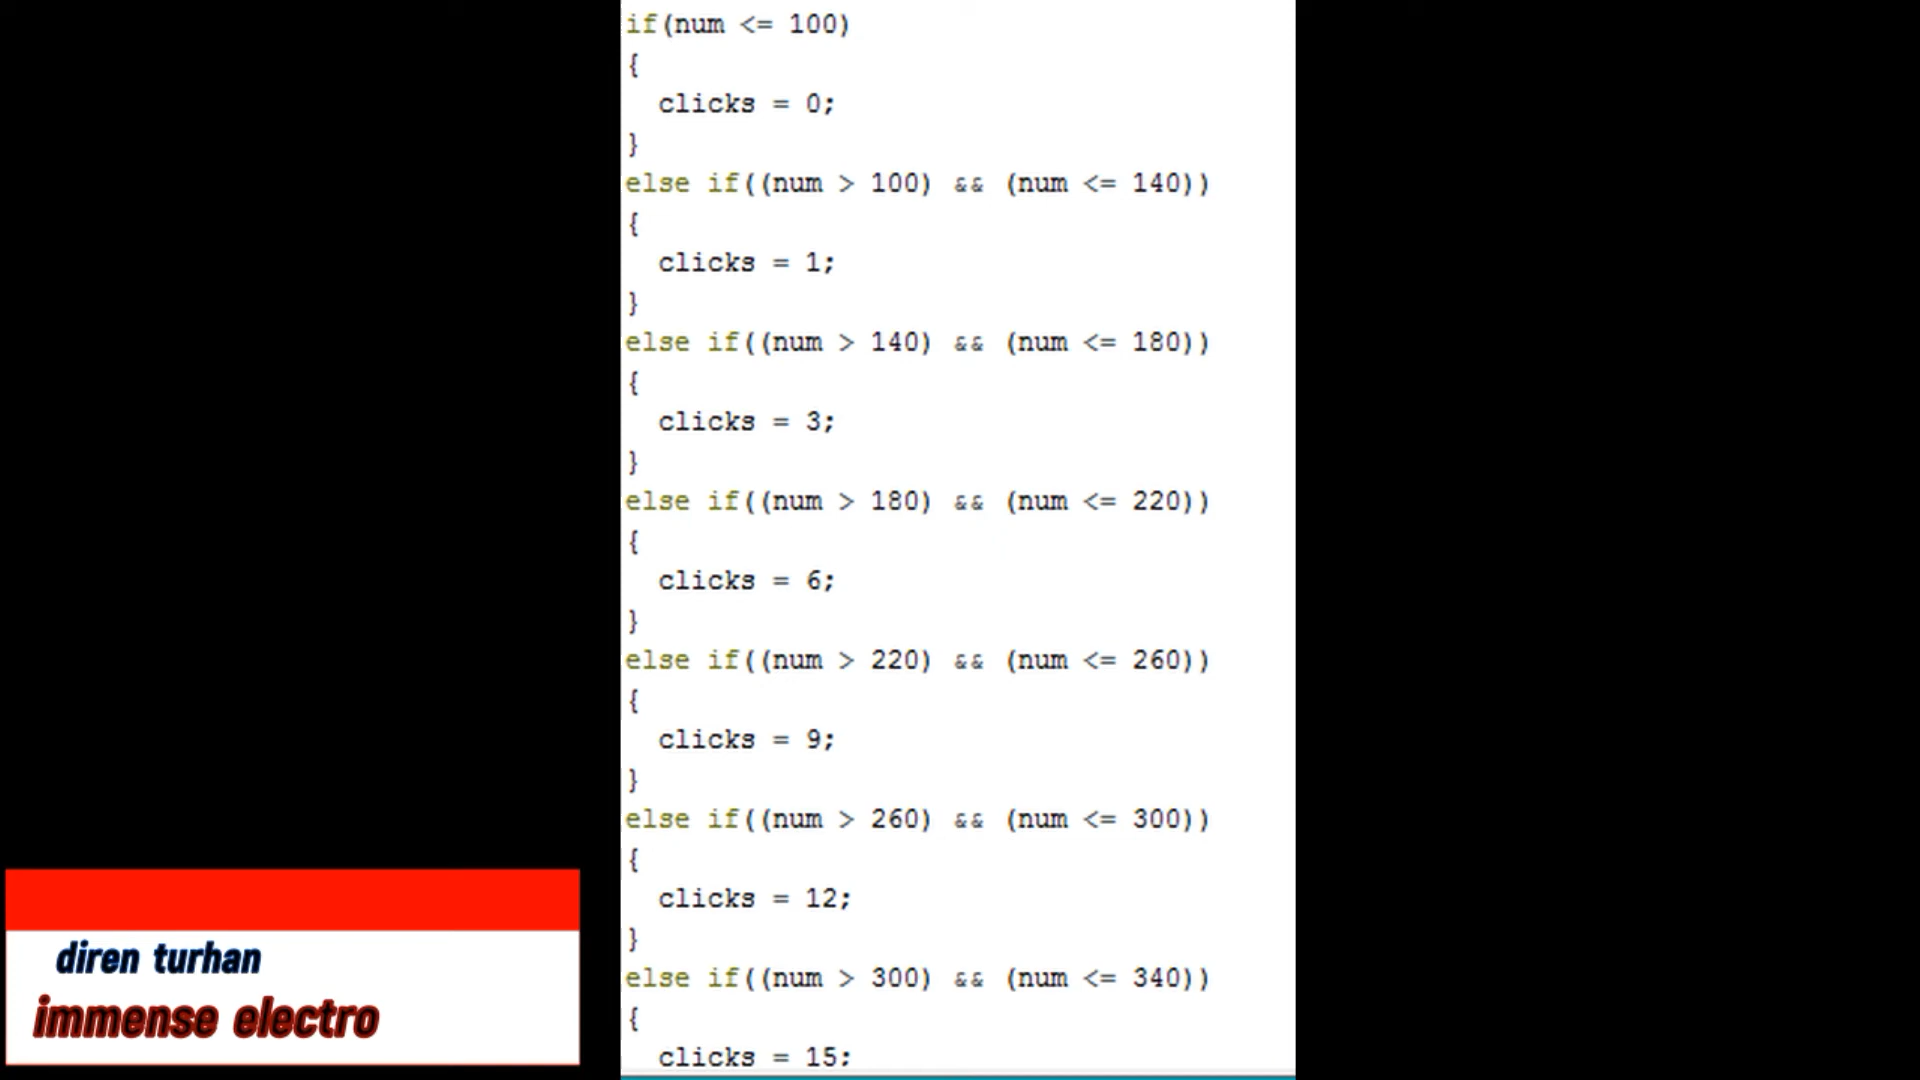 if(num <= 100)
{
  clicks = 0;
}
else if((num > 100) && (num <= 140))
{
  clicks = 1;
}
else if((num > 140) && (num <= 180))
{
  clicks = 3;
}
else if((num > 180) && (num <= 220))
{
  clicks = 6;
}
else if((num > 220) && (num <= 260))
{
  clicks = 9;
}
else if((num > 260) && (num <= 300))
{
  clicks = 12;
}
else if((num > 300) && (num <= 340))
{
  clicks = 15;
diren turhan
immense electro